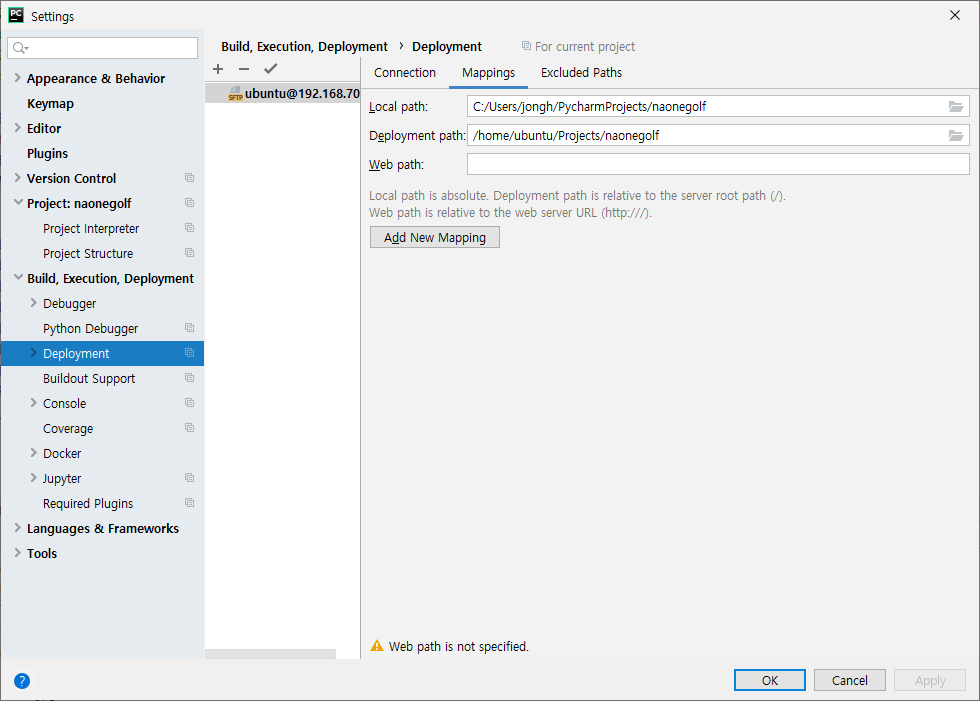 PC
Settings
Build, Execution, Deployment › Deployment
For current project
Appearance & Behavior
Keymap
Editor
Plugins
Version Control
Project: naonegolf
Project Interpreter
Project Structure
Build, Execution, Deployment
Debugger
Python Debugger
Deployment
Buildout Support
Console
Coverage
Docker
Jupyter
Required Plugins
Languages & Frameworks
Tools
SFTP ubuntu@192.168.70
Connection Mappings Excluded Paths
Local path: C:/Users/jongh/PycharmProjects/naonegolf
Deployment path: /home/ubuntu/Projects/naonegolf
Web path:
Local path is absolute. Deployment path is relative to the server root path (/).
Web path is relative to the web server URL (http:///).
Add New Mapping
Web path is not specified.
? OK Cancel Apply